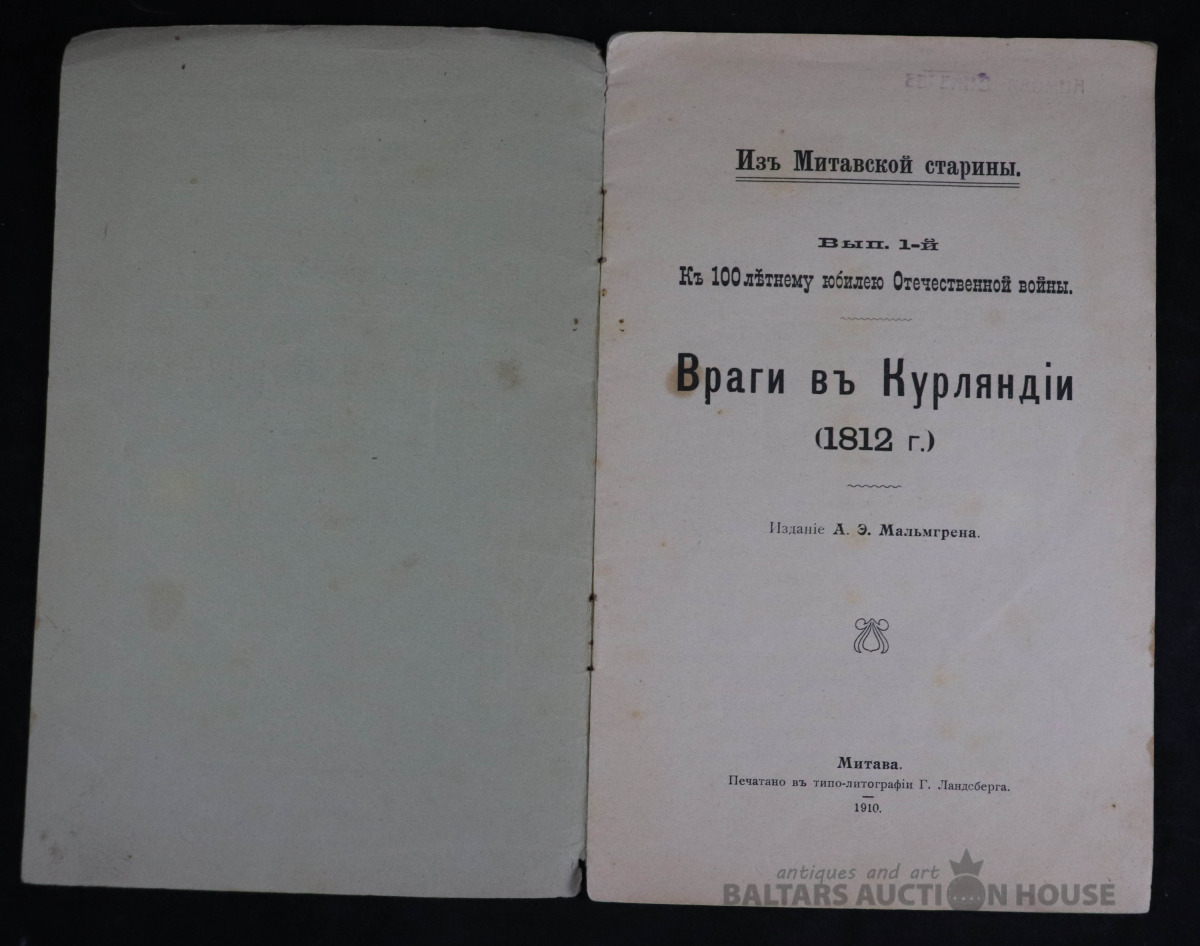 Изъ Митавской старины.
Вып. 1-й
Къ 100 лѣтнему юбилею Отечественной войны.
Враги въ Курляндіи
(1812 г.)
Изданіе А. Э. Мальмгрена.
Митава.
Печатано въ типо-литографіи Г. Ландсберга.
1910.
antiques and art
BALTARS AUCTION HOUSE